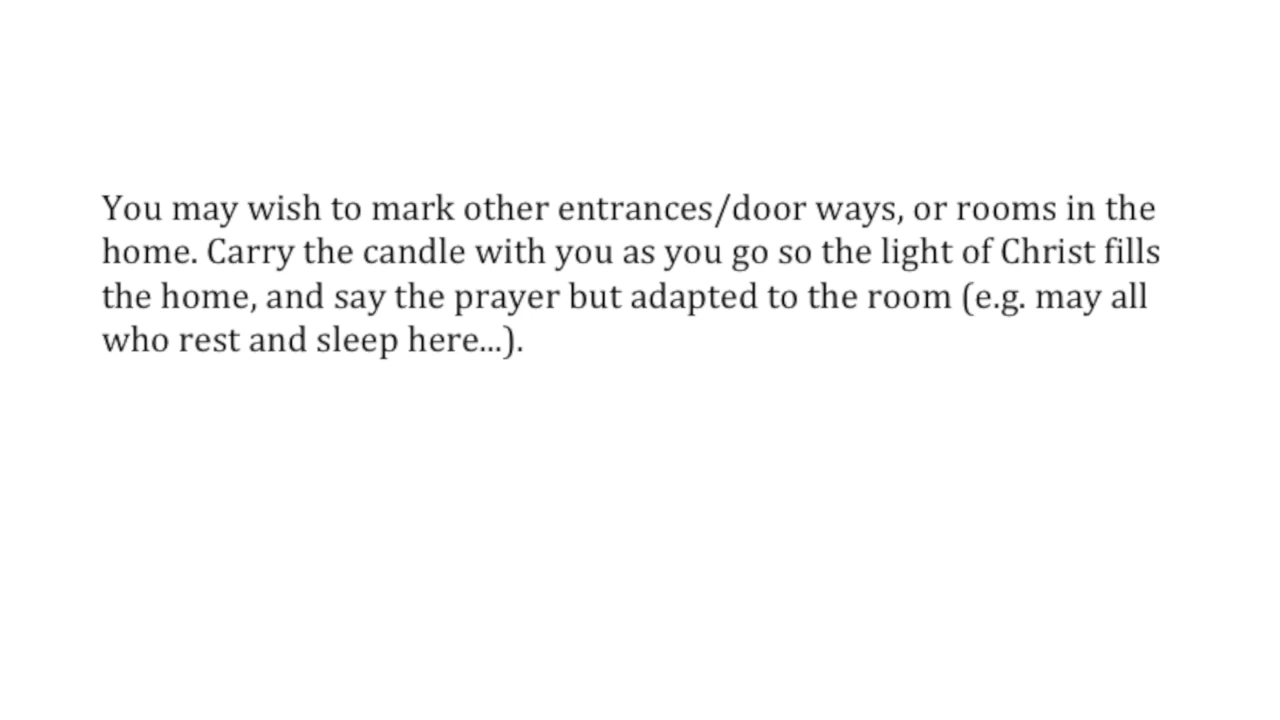 You may wish to mark other entrances/door ways, or rooms in the
home. Carry the candle with you as you go so the light of Christ fills
the home, and say the prayer but adapted to the room (e.g. may all
who rest and sleep here...).